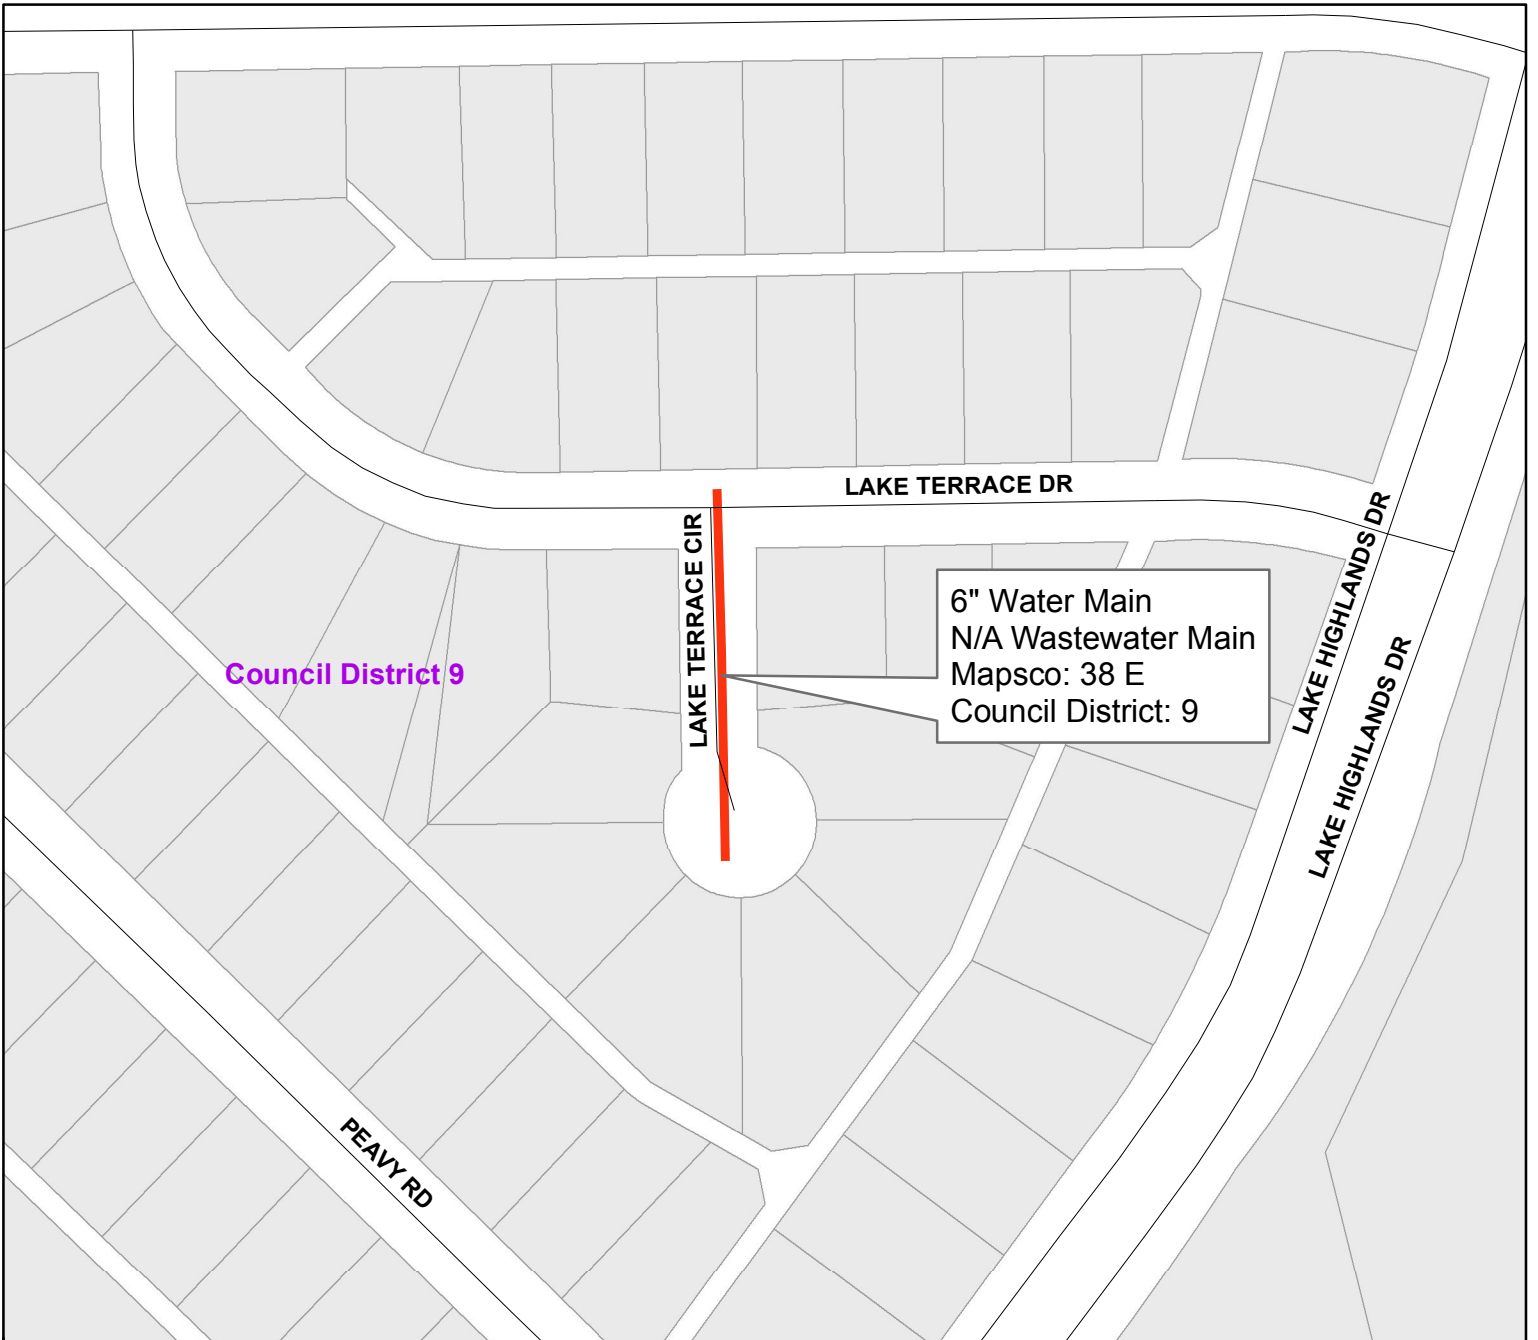 LAKE TERRACE DR
LAKE TERRACE CIR
LAKE HIGHLANDS DR
6" Water Main
N/A Wastewater Main
Mapsco: 38 E
Council District: 9
Council District 9
LAKE HIGHLANDS DR
PEAVY RD